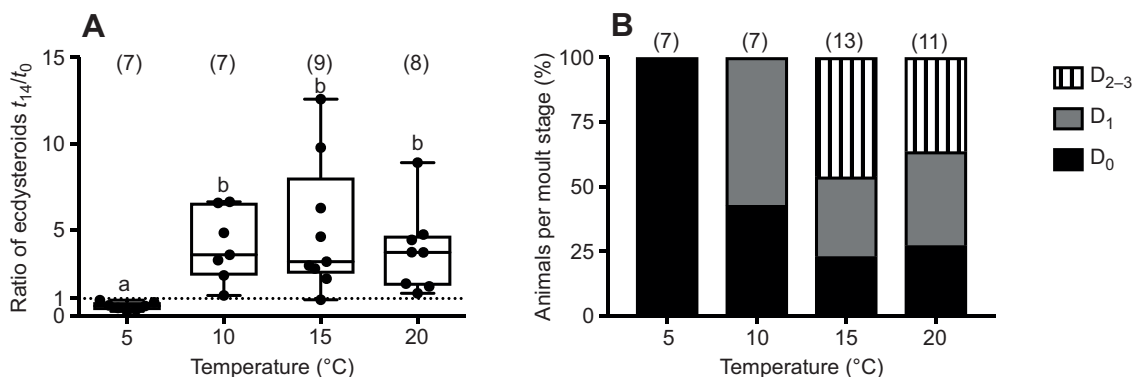 A
Ratio of ecdysteroids t14/t0
15
10
5
1
0
(7)
(7)
(9)
(8)
a
b
b
b
5
10
15
20
Temperature (°C)
B
Animals per moult stage (%)
100
75
50
25
0
(7)
(7)
(13)
(11)
5
10
15
20
Temperature (°C)
D2–3
D1
D0